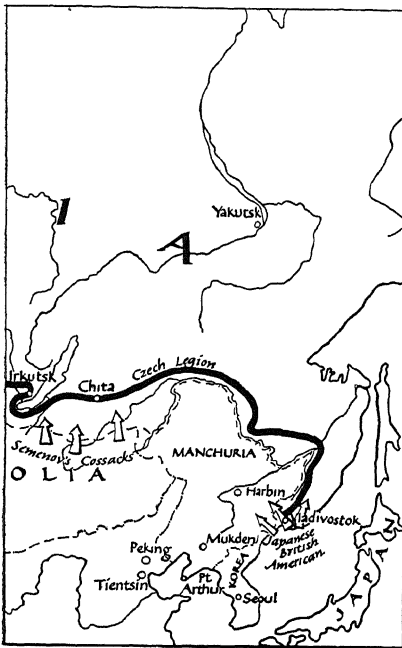 I
Yakutsk
A
Irkutsk
Chita
Czech Legion
Semenov's Cossacks
OLIA
MANCHURIA
Harbin
Vladivostok
Mukden
Japanese
British
American
Peking
Tientsin
Pt
Arthur
KOREA
Seoul
JAPAN